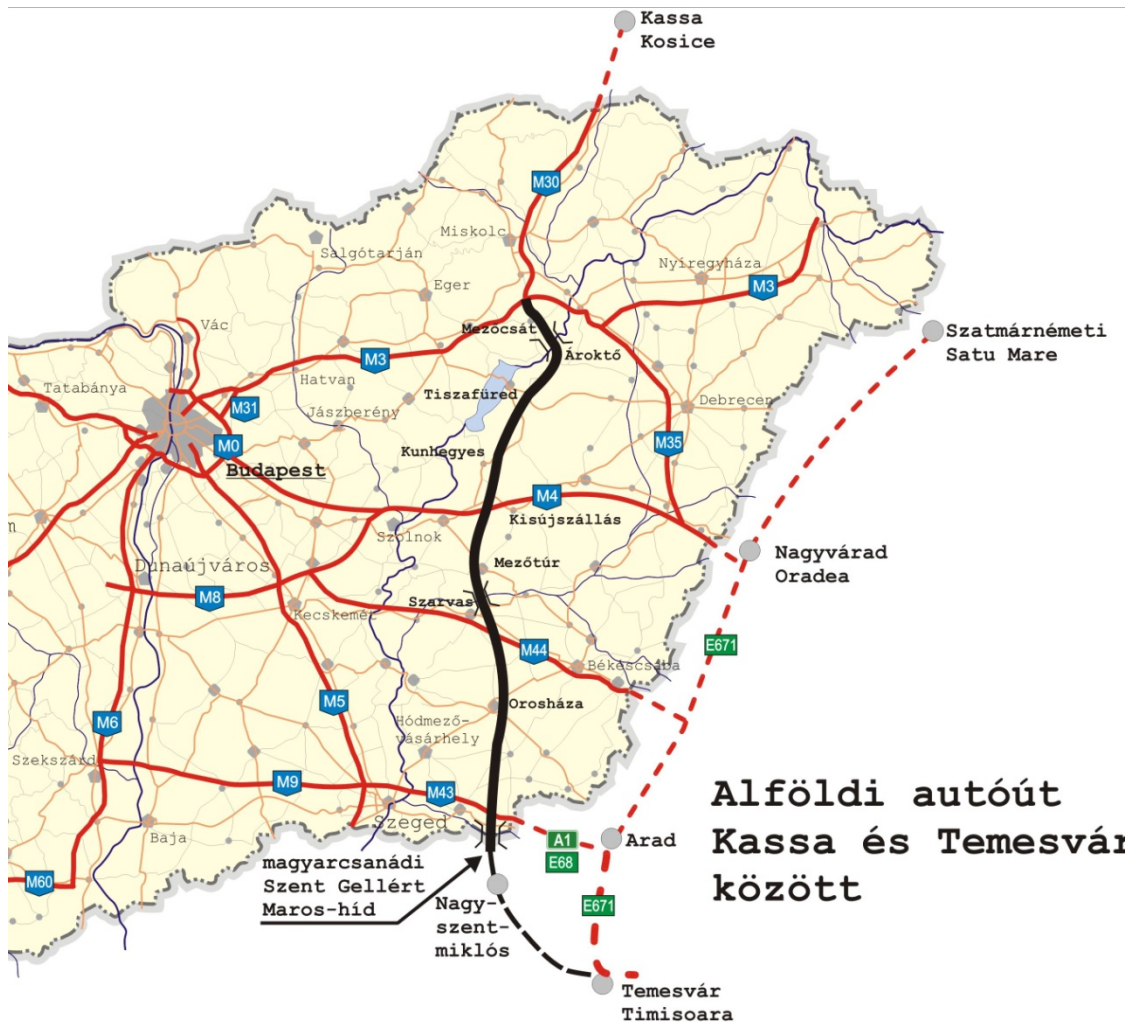 Kassa
Kosice
M30
Miskolc
Salgótarján
Nyíregyháza
Eger
M3
Vác
Mezőcsát
Szatmárnémeti
Satu Mare
Ároktő
M3
Hatvan
Tatabánya
Tiszafüred
M31
Jászberény
Debrecen
M0
M35
Kunhegyes
Budapest
M4
Kisújszállás
Szolnok
Nagyvárad
Oradea
Mezőtúr
Dunaújváros
M8
Szarvas
Kecskemét
E671
M44
Békéscsaba
M5
Orosháza
M6
Hódmező-
vásárhely
Szekszárd
M9
M43
Szeged
Alföldi autóút
Kassa és Temesvár
között
Baja
A1
E68
Arad
magyarcsanádi
Szent Gellért
Maros-híd
M60
Nagy-
szent-
miklós
E671
Temesvár
Timisoara